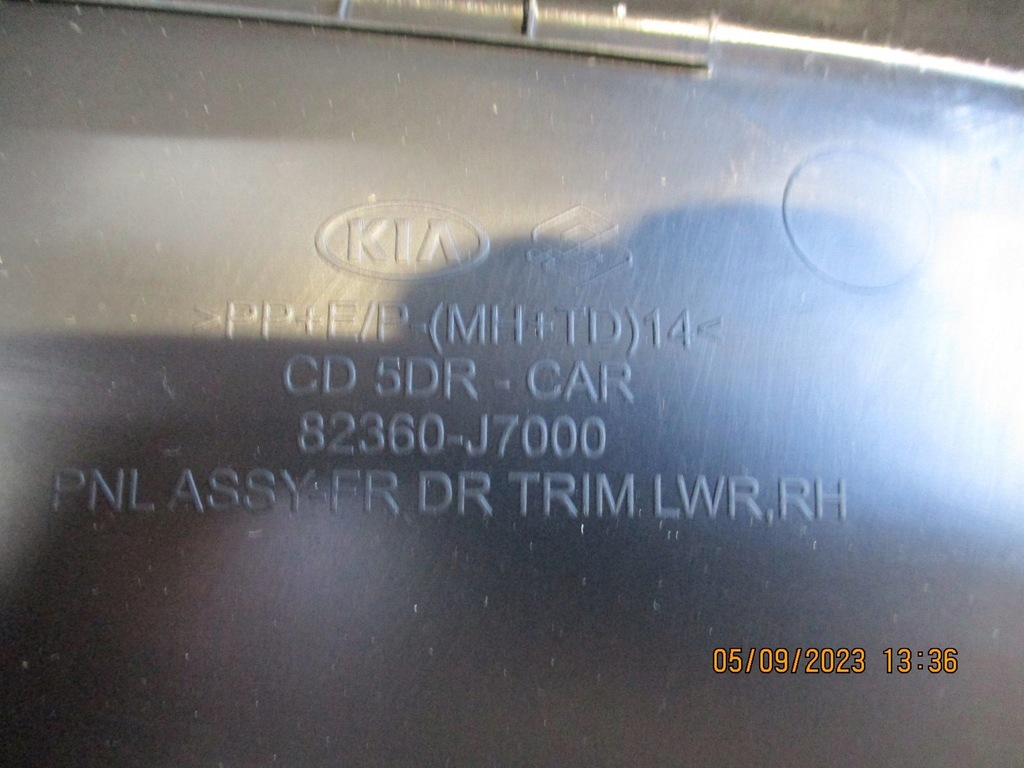 KIA
>PP+E/P-(MH+TD)14<
CD 5DR - CAR
82360-J7000
PNL ASSY-FR DR TRIM LWR,RH
05/09/2023 13:36